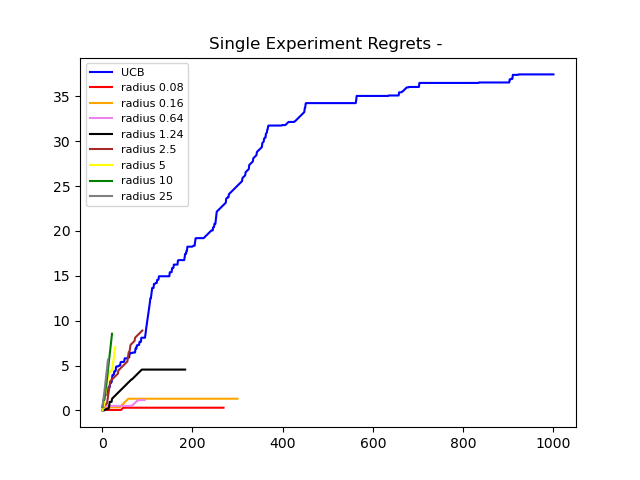 Single Experiment Regrets -
UCB
radius 0.08
radius 0.16
radius 0.64
radius 1.24
radius 2.5
radius 5
radius 10
radius 25
35
30
25
20
15
10
5
0
0 200 400 600 800 1000